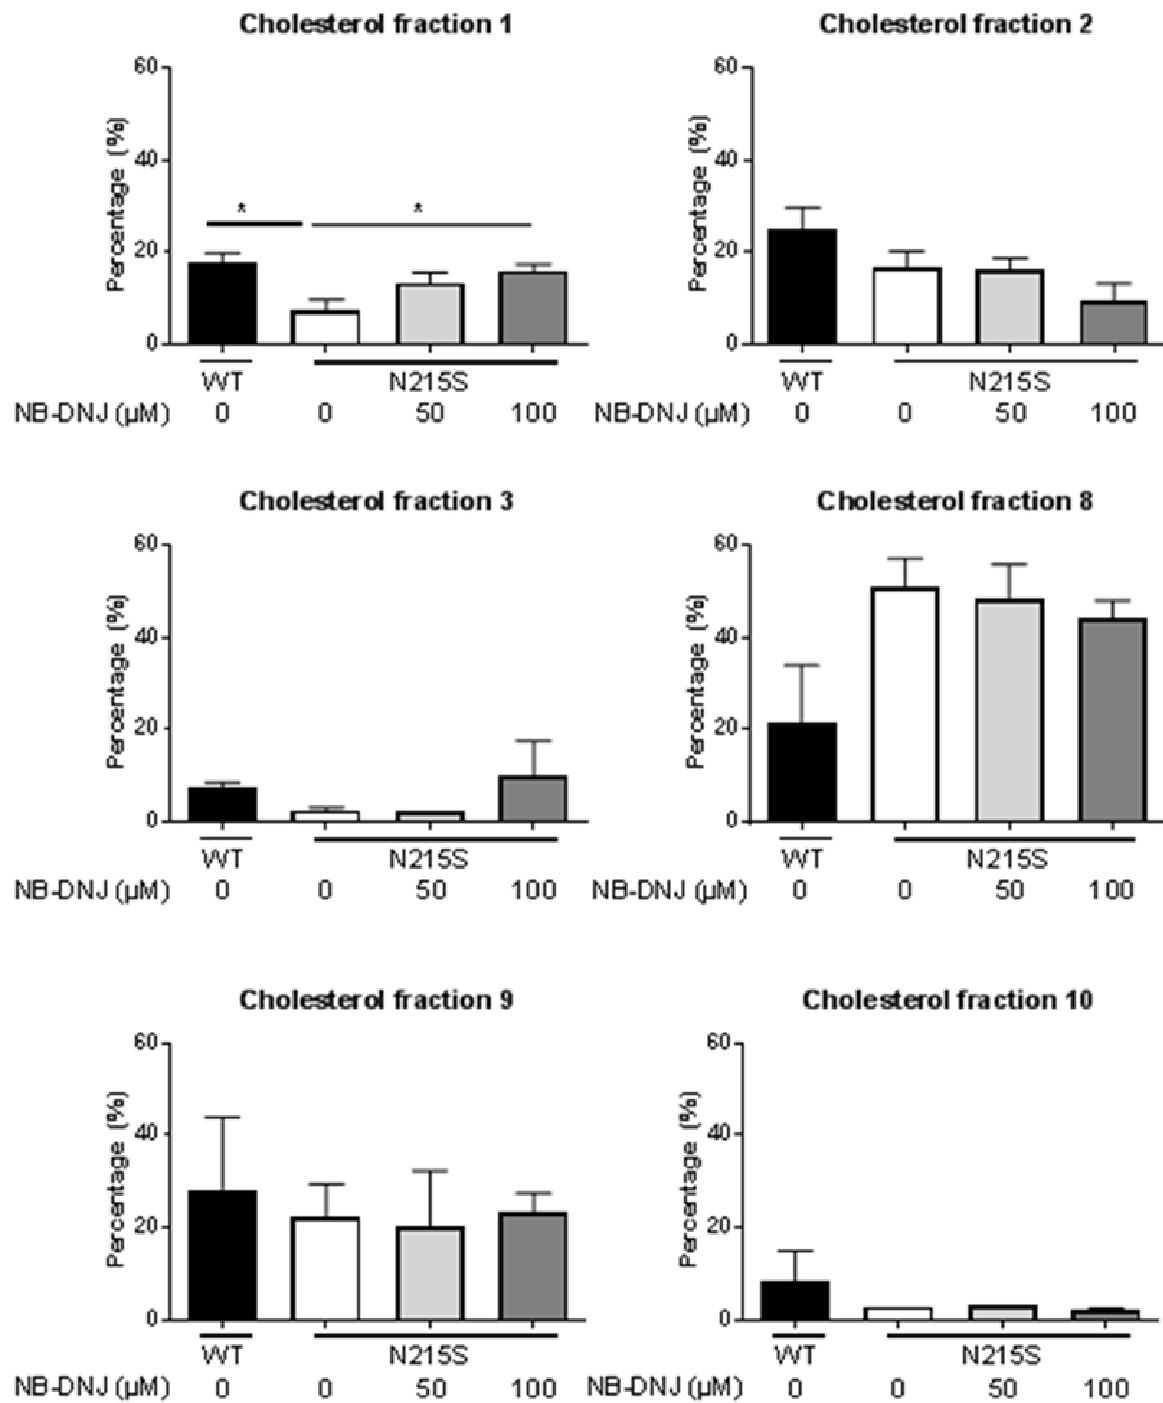 Cholesterol fraction 1
60
40
20
0
Percentage (%)
*
*
WT
N215S
NB-DNJ (µM) 0 0 50 100
Cholesterol fraction 2
60
40
20
0
Percentage (%)
WT
N215S
NB-DNJ (µM) 0 0 50 100
Cholesterol fraction 3
60
40
20
0
Percentage (%)
WT
N215S
NB-DNJ (µM) 0 0 50 100
Cholesterol fraction 8
60
40
20
0
Percentage (%)
WT
N215S
NB-DNJ (µM) 0 0 50 100
Cholesterol fraction 9
60
40
20
0
Percentage (%)
WT
N215S
NB-DNJ (µM) 0 0 50 100
Cholesterol fraction 10
60
40
20
0
Percentage (%)
WT
N215S
NB-DNJ (µM) 0 0 50 100